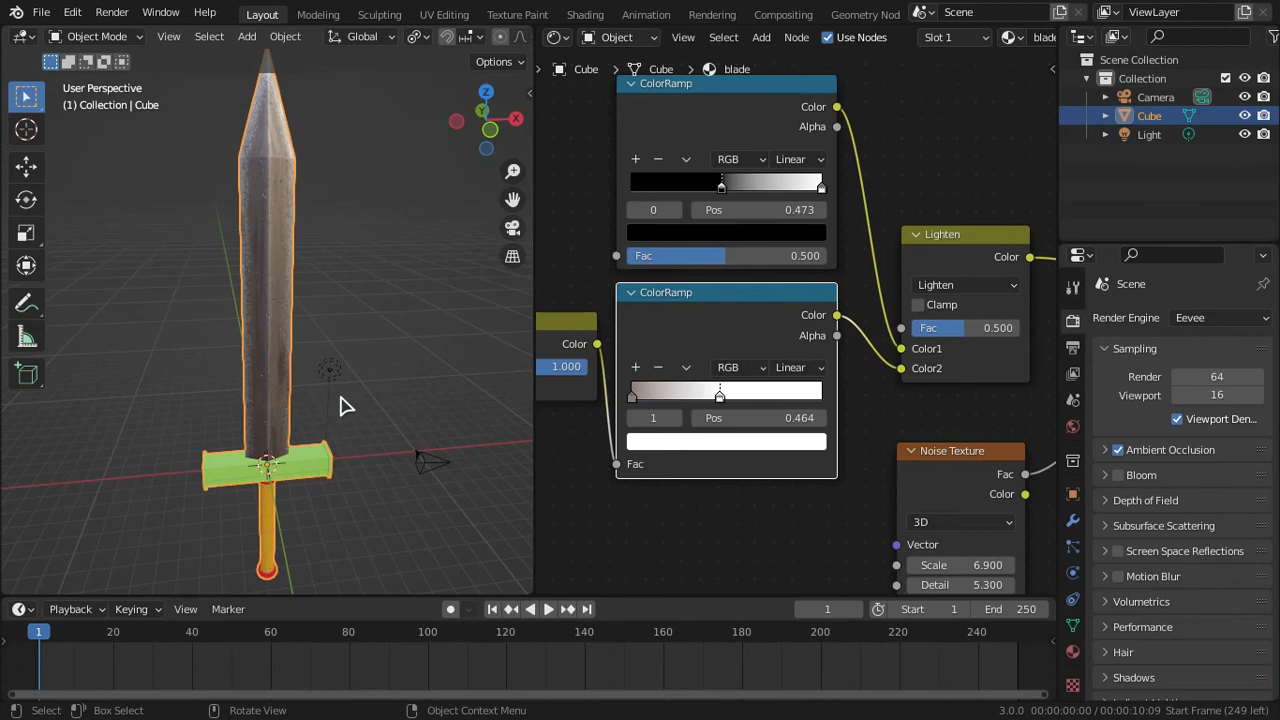 File Edit Render Window Help Layout Modeling Sculpting UV Editing Texture Paint Shading Animation Rendering Compositing Geometry Nod Scene ViewLayer
Object Mode View Select Add Object Global Object View Select Add Node Use Nodes Slot 1 blade
Options
Cube Cube blade
User Perspective
(1) Collection | Cube
Z
Y
X
ColorRamp
Color
Alpha
+ − RGB Linear
0 Pos 0.473
Fac 0.500
ColorRamp
Color
Alpha
+ − RGB Linear
1 Pos 0.464
Fac
Color
1.000
Lighten
Color
Lighten
Clamp
Fac 0.500
Color1
Color2
Noise Texture
Fac
Color
3D
Vector
Scale 6.900
Detail 5.300
Scene Collection
Collection
Camera
Cube
Light
Scene
Render Engine Eevee
Sampling
Render 64
Viewport 16
Viewport Den...
Ambient Occlusion
Bloom
Depth of Field
Subsurface Scattering
Screen Space Reflections
Motion Blur
Volumetrics
Performance
Hair
Shadows
Playback Keying View Marker 1 Start 1 End 250
1 20 40 60 80 100 120 140 160 180 200 220 240
Select Box Select Rotate View Object Context Menu 3.0.0 00:00:00:00 / 00:00:10:09 Start Frame (249 left)